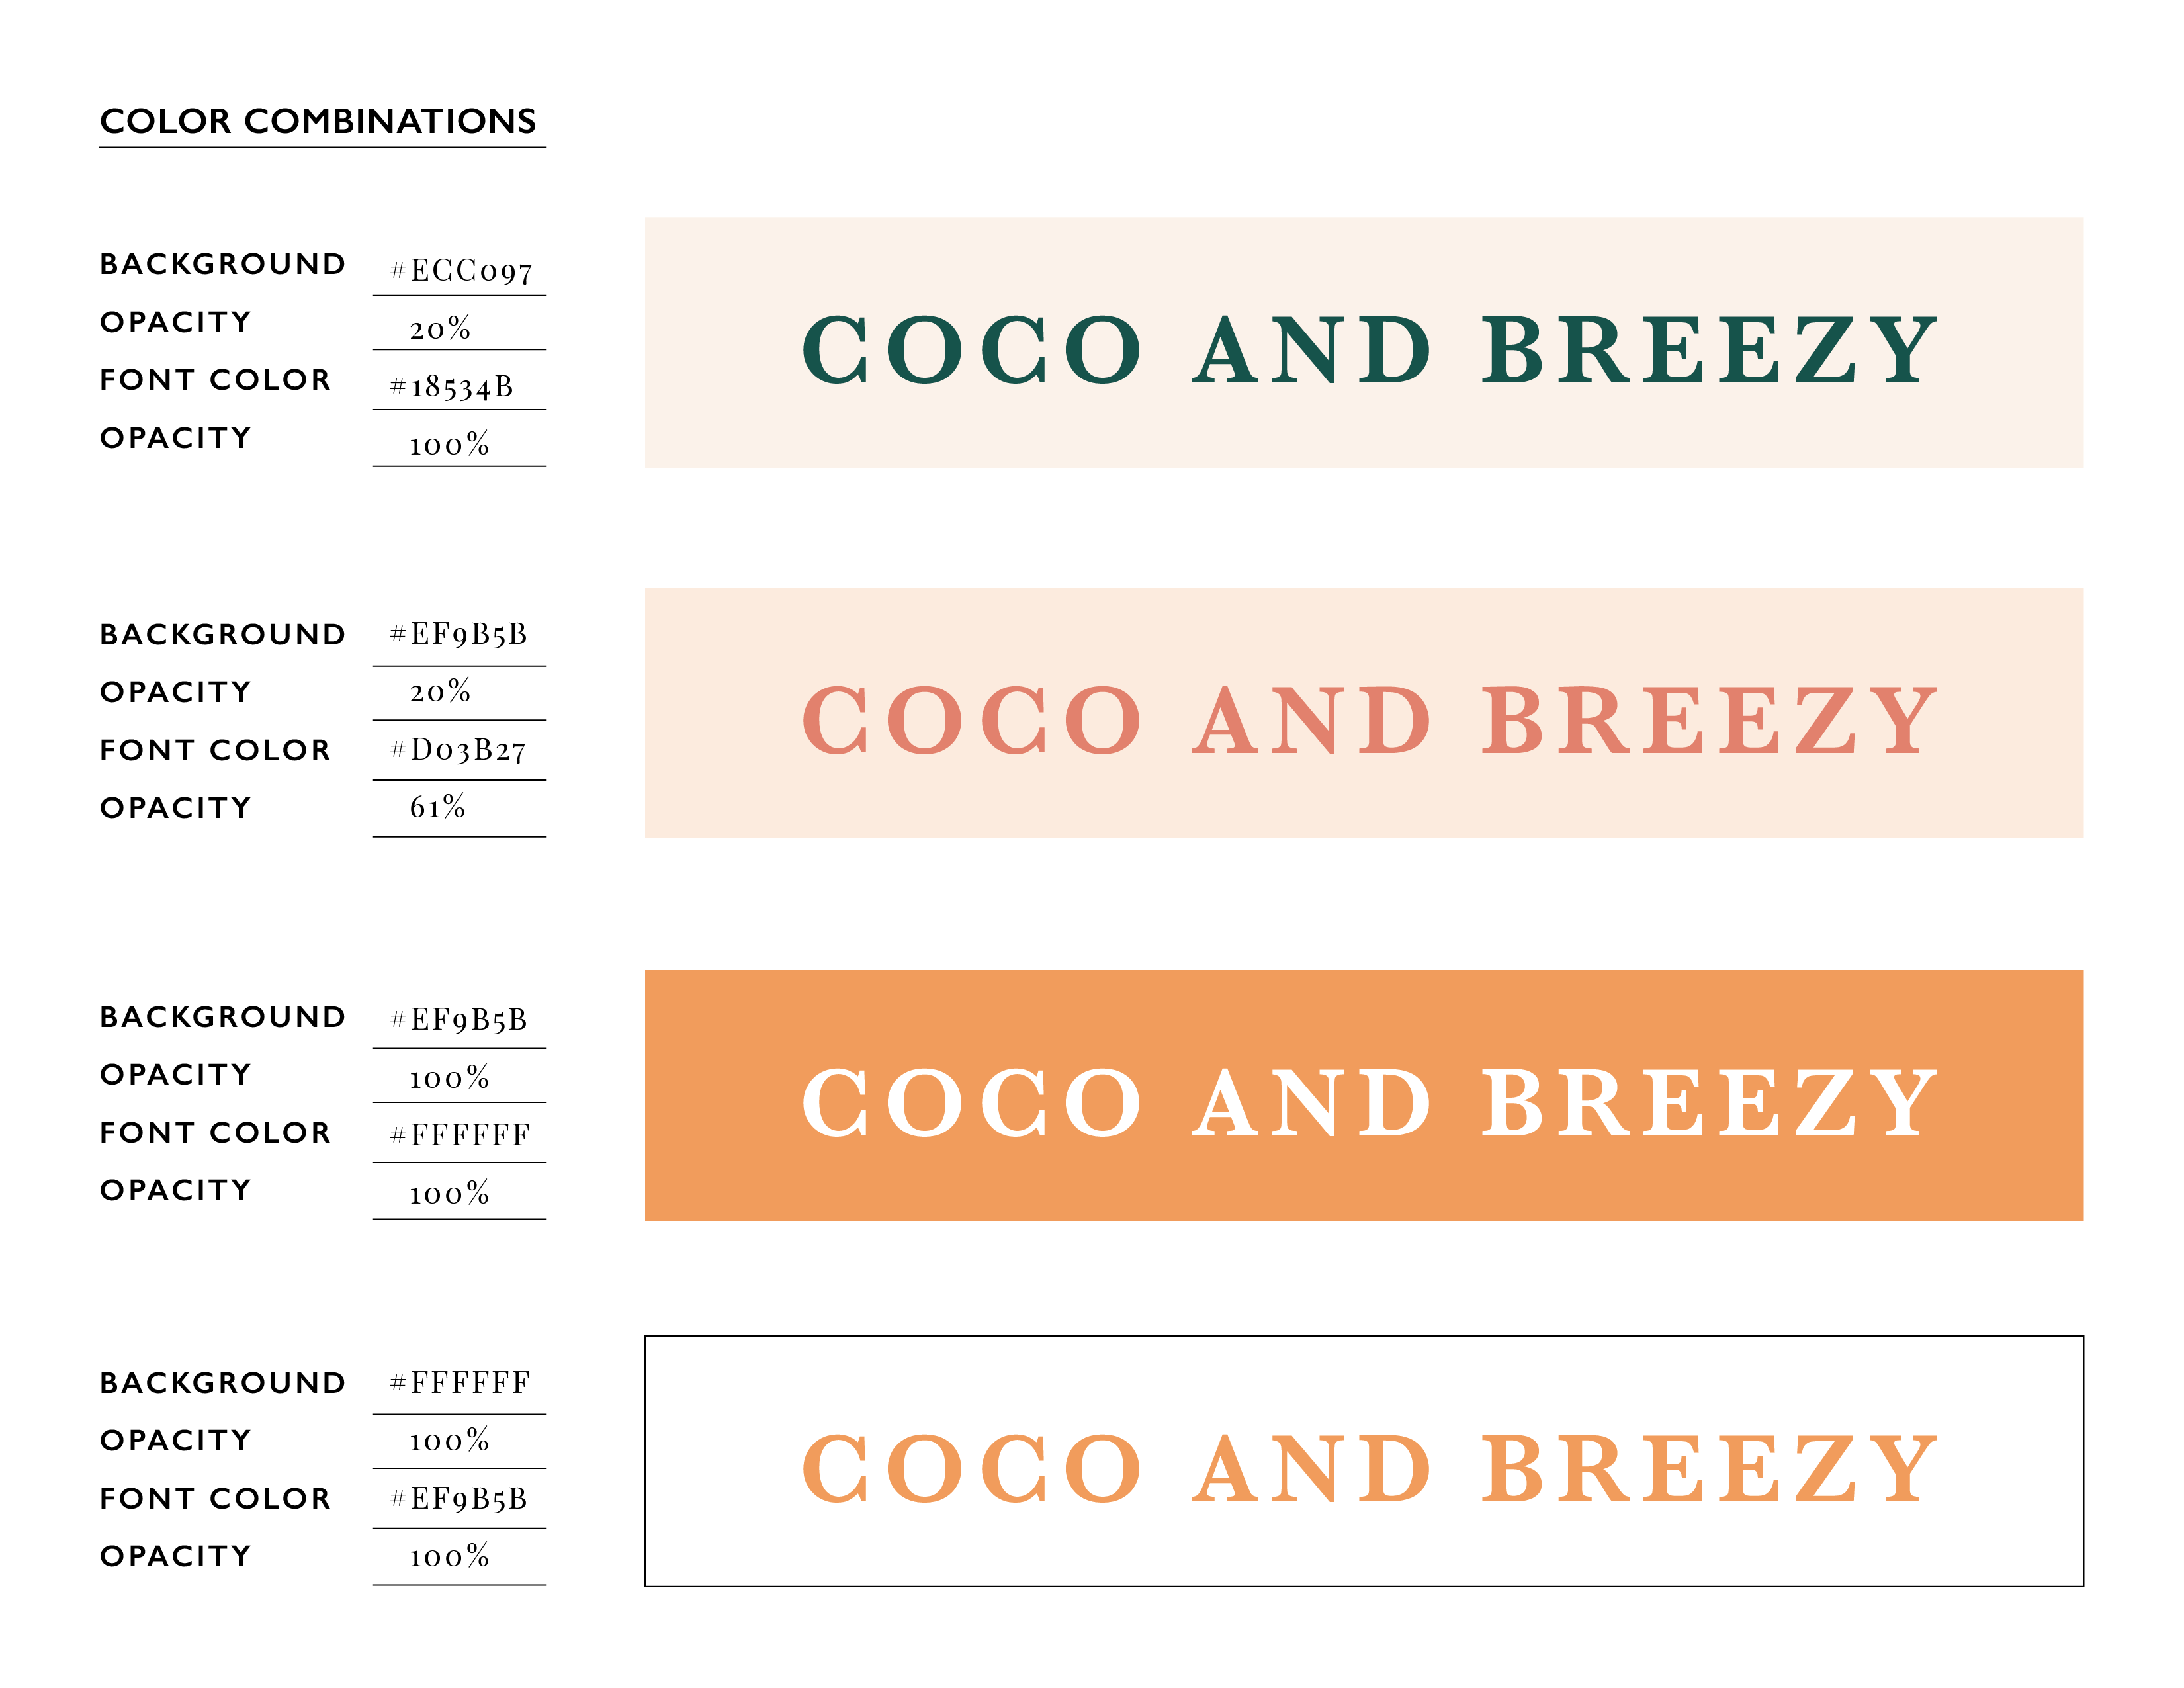 COLOR COMBINATIONS
BACKGROUND #ECC097
OPACITY 20%
FONT COLOR #18534B
OPACITY 100%
COCO AND BREEZY
BACKGROUND #EF9B5B
OPACITY 20%
FONT COLOR #D03B27
OPACITY 61%
COCO AND BREEZY
BACKGROUND #EF9B5B
OPACITY 100%
FONT COLOR #FFFFFF
OPACITY 100%
COCO AND BREEZY
BACKGROUND #FFFFFF
OPACITY 100%
FONT COLOR #EF9B5B
OPACITY 100%
COCO AND BREEZY